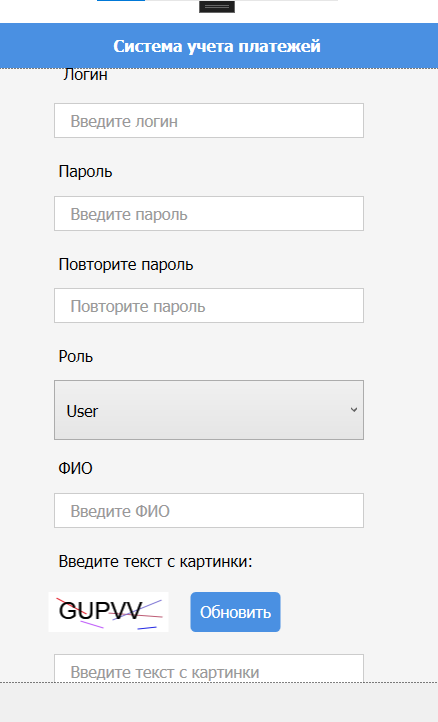 Система учета платежей
Логин
Введите логин
Пароль
Введите пароль
Повторите пароль
Повторите пароль
Роль
User
ФИО
Введите ФИО
Введите текст с картинки:
GUPVV Обновить
Введите текст с картинки